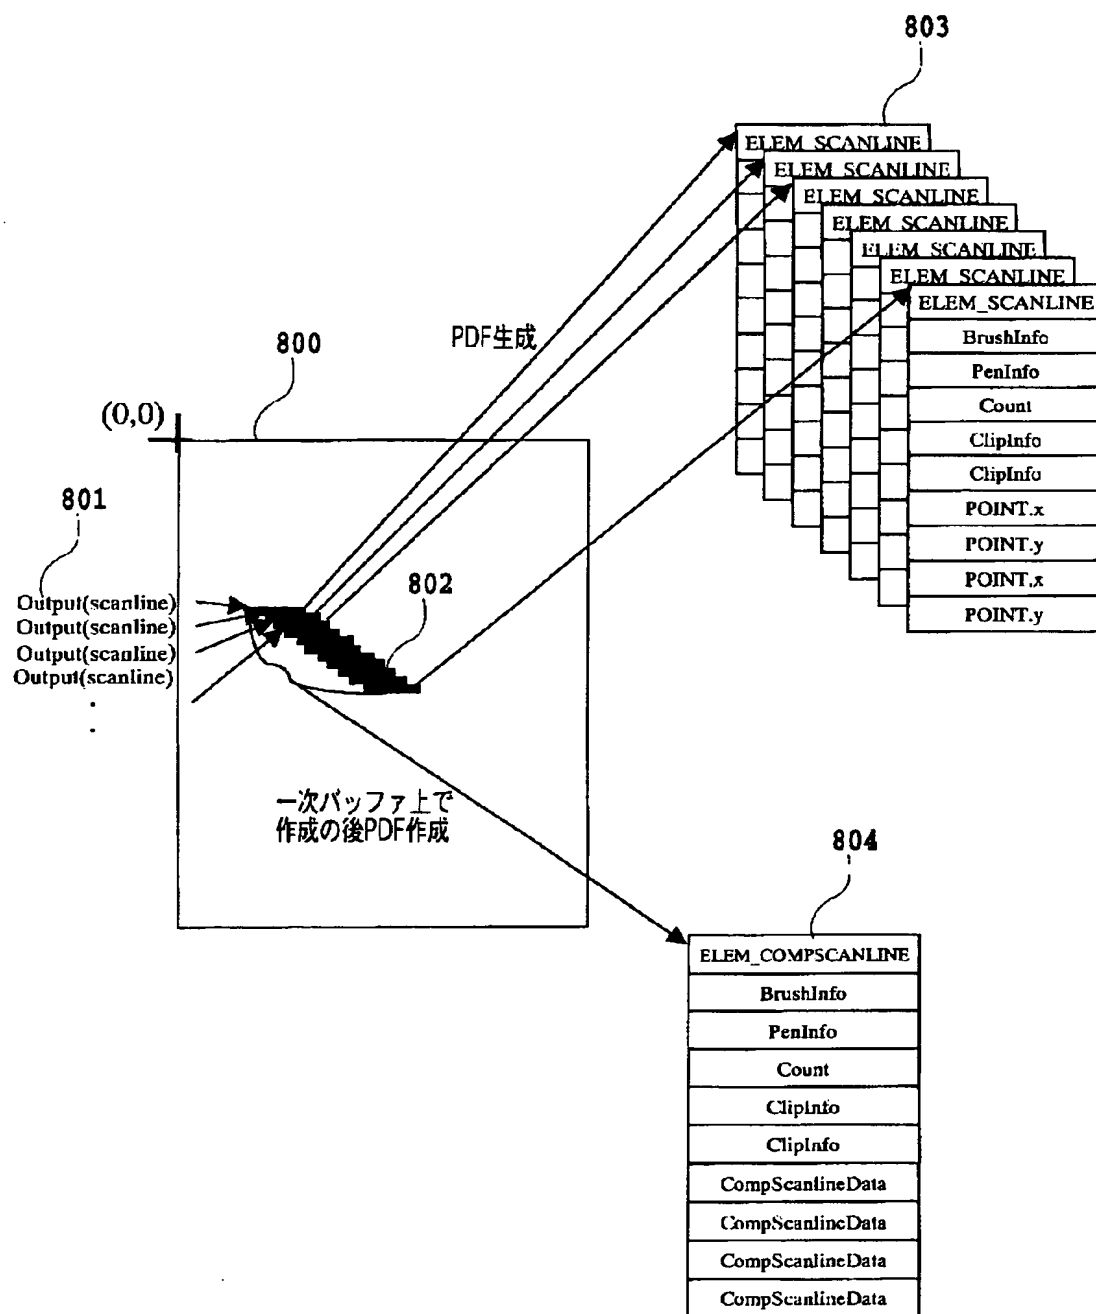 803
ELEM_SCANLINE
ELEM_SCANLINE
ELEM_SCANLINE
ELEM_SCANLINE
ELEM_SCANLINE
ELEM_SCANLINE
ELEM_SCANLINE
BrushInfo
PenInfo
Count
ClipInfo
ClipInfo
POINT.x
POINT.y
POINT.x
POINT.y
PDF生成
800
(0,0)
801
802
Output(scanline)
Output(scanline)
Output(scanline)
Output(scanline)
一次バッファ上で
作成の後PDF作成
804
ELEM_COMPSCANLINE
BrushInfo
PenInfo
Count
ClipInfo
ClipInfo
CompScanlineData
CompScanlineData
CompScanlineData
CompScanlineData